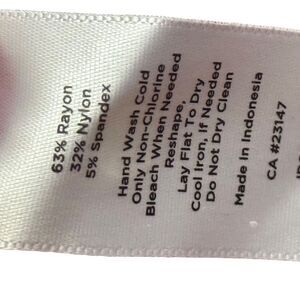 63% Rayon
32% Nylon
5% Spandex
Hand Wash Cold
Only Non-Chlorine
Bleach When Needed
Reshape,
Lay Flat To Dry
Cool Iron, If Needed
Do Not Dry Clean
Made In Indonesia
CA #23147